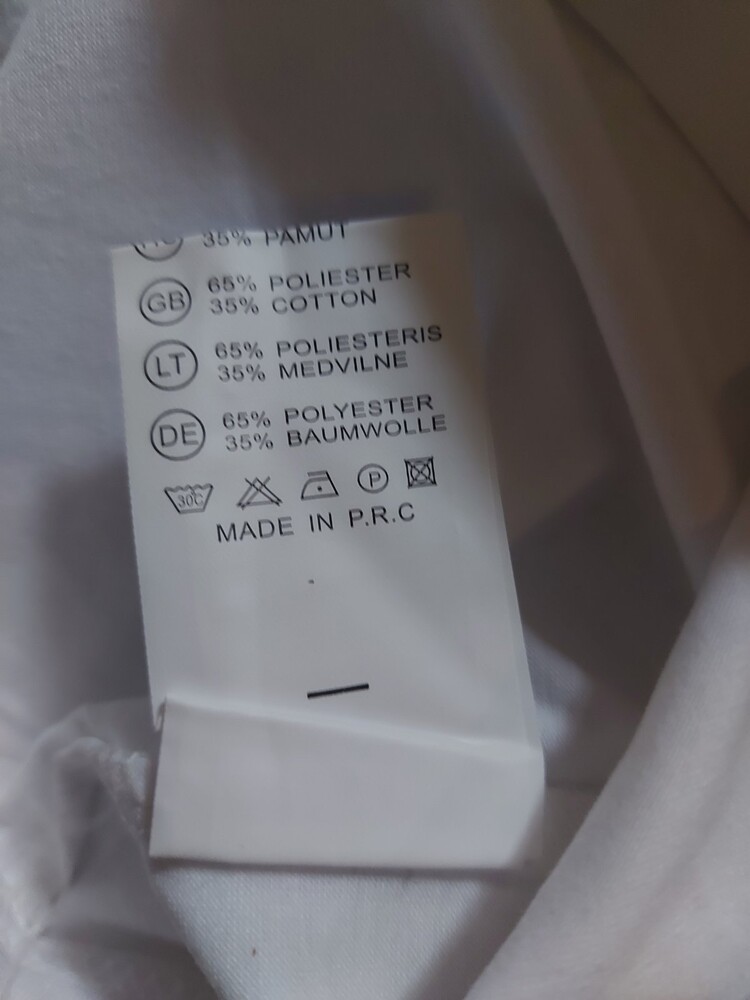 35% PAMUT
GB 65% POLIESTER
35% COTTON
LT 65% POLIESTERIS
35% MEDVILNE
DE 65% POLYESTER
35% BAUMWOLLE
30C P
MADE IN P.R.C